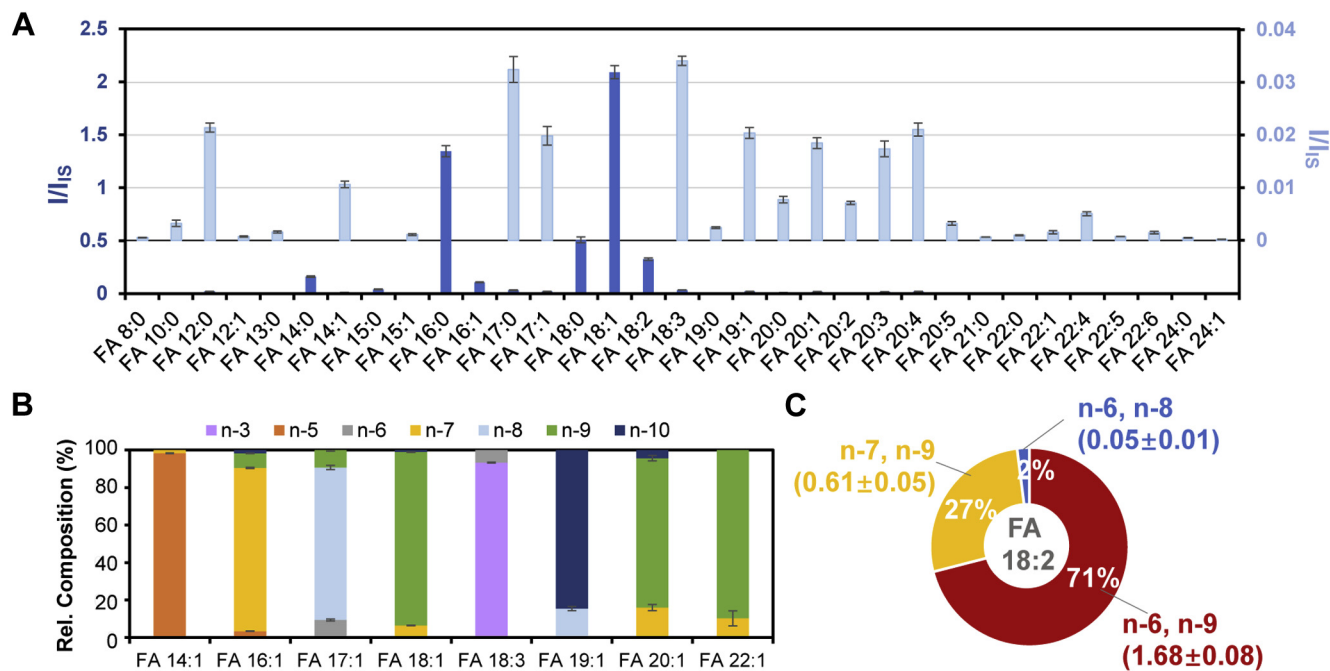 A
I/I_IS
2.5
2
1.5
1
0.5
0
0.04
0.03
0.02
0.01
0
I/I_IS
FA 8:0
FA 10:0
FA 12:0
FA 12:1
FA 13:0
FA 14:0
FA 14:1
FA 15:0
FA 15:1
FA 16:0
FA 16:1
FA 17:0
FA 17:1
FA 18:0
FA 18:1
FA 18:2
FA 18:3
FA 19:0
FA 19:1
FA 20:0
FA 20:1
FA 20:2
FA 20:3
FA 20:4
FA 20:5
FA 21:0
FA 22:0
FA 22:1
FA 22:4
FA 22:5
FA 22:6
FA 24:0
FA 24:1
B
n-3 n-5 n-6 n-7 n-8 n-9 n-10
Rel. Composition (%)
100
80
60
40
20
0
FA 14:1 FA 16:1 FA 17:1 FA 18:1 FA 18:3 FA 19:1 FA 20:1 FA 22:1
C
n-6, n-8
(0.05±0.01)
n-7, n-9
(0.61±0.05)
2%
27%
FA
18:2
71%
n-6, n-9
(1.68±0.08)